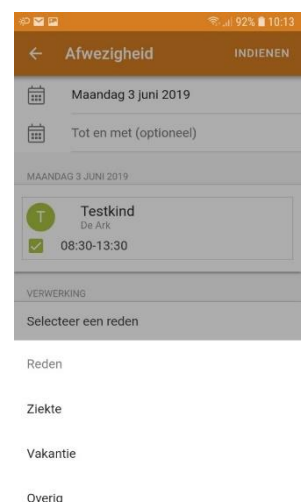 92% 10:13
Afwezigheid INDIENEN
Maandag 3 juni 2019
Tot en met (optioneel)
MAANDAG 3 JUNI 2019
T Testkind
De Ark
08:30-13:30
VERWERKING
Selecteer een reden
Reden
Ziekte
Vakantie
Overig